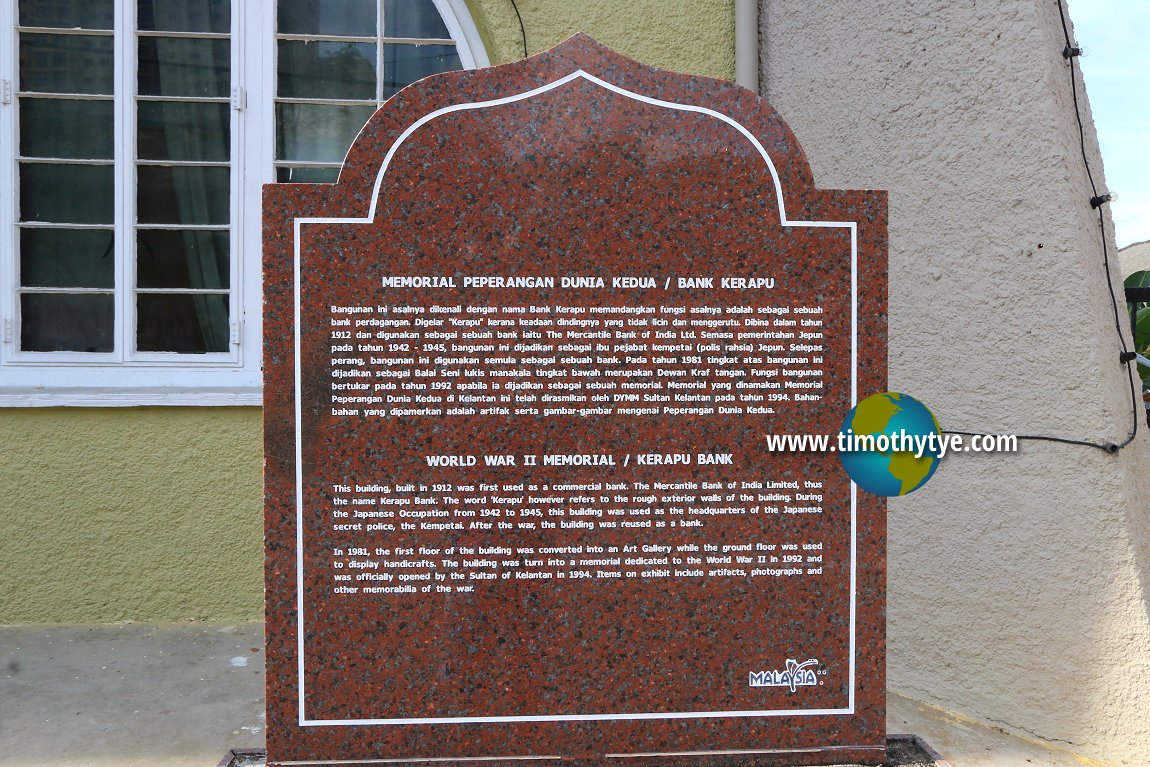 MEMORIAL PEPERANGAN DUNIA KEDUA / BANK KERAPU
Bangunan ini asalnya dikenali dengan nama Bank Kerapu memandangkan fungsi asalnya adalah sebagai sebuah
bank perdagangan. Digelar "Kerapu" kerana keadaan dindingnya yang tidak licin dan menggerutu. Dibina dalam tahun
1912 dan digunakan sebagai sebuah bank iaitu The Mercantile Bank of India Ltd. Semasa pemerintahan Jepun
pada tahun 1942 - 1945, bangunan ini dijadikan sebagai ibu pejabat kempetai (polis rahsia) Jepun. Selepas
perang, bangunan ini digunakan semula sebagai sebuah bank. Pada tahun 1981 tingkat atas bangunan ini
dijadikan sebagai Balai Seni lukis manakala tingkat bawah merupakan Dewan Kraf tangan. Fungsi bangunan
bertukar pada tahun 1992 apabila ia dijadikan sebagai sebuah memorial. Memorial yang dinamakan Memorial
Peperangan Dunia Kedua di Kelantan ini telah dirasmikan oleh DYMM Sultan Kelantan pada tahun 1994. Bahan-
bahan yang dipamerkan adalah artifak serta gambar-gambar mengenai Peperangan Dunia Kedua.
www.timothytye.com
WORLD WAR II MEMORIAL / KERAPU BANK
This building, built in 1912 was first used as a commercial bank. The Mercantile Bank of India Limited, thus
the name Kerapu Bank. The word 'Kerapu' however refers to the rough exterior walls of the building. During
the Japanese Occupation from 1942 to 1945, this building was used as the headquarters of the Japanese
secret police, the Kempetai. After the war, the building was reused as a bank.
In 1981, the first floor of the building was converted into an Art Gallery while the ground floor was used
to display handicrafts. The building was turn into a memorial dedicated to the World War II in 1992 and
was officially opened by the Sultan of Kelantan in 1994. Items on exhibit include artifacts, photographs and
other memorabilia of the war.
MALAYSIA